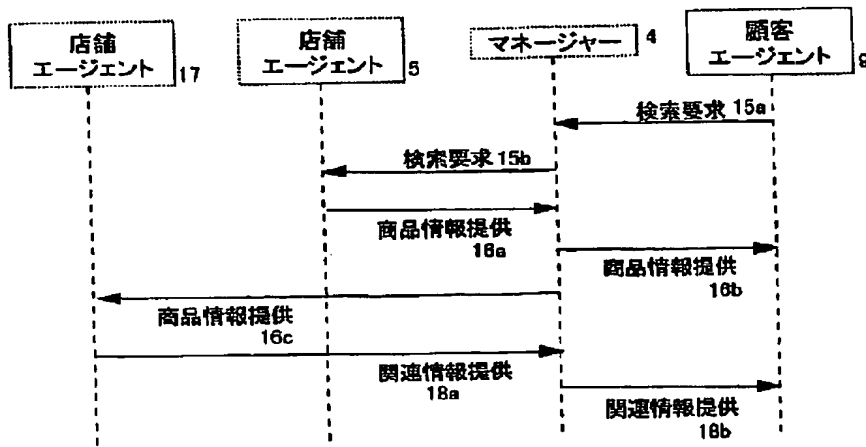 店舗
エージェント 17
店舗
エージェント 5
マネージャー 4
顧客
エージェント 9
検索要求 15a
検索要求 15b
商品情報提供
16a
商品情報提供
16b
商品情報提供
16c
関連情報提供
18a
関連情報提供
18b